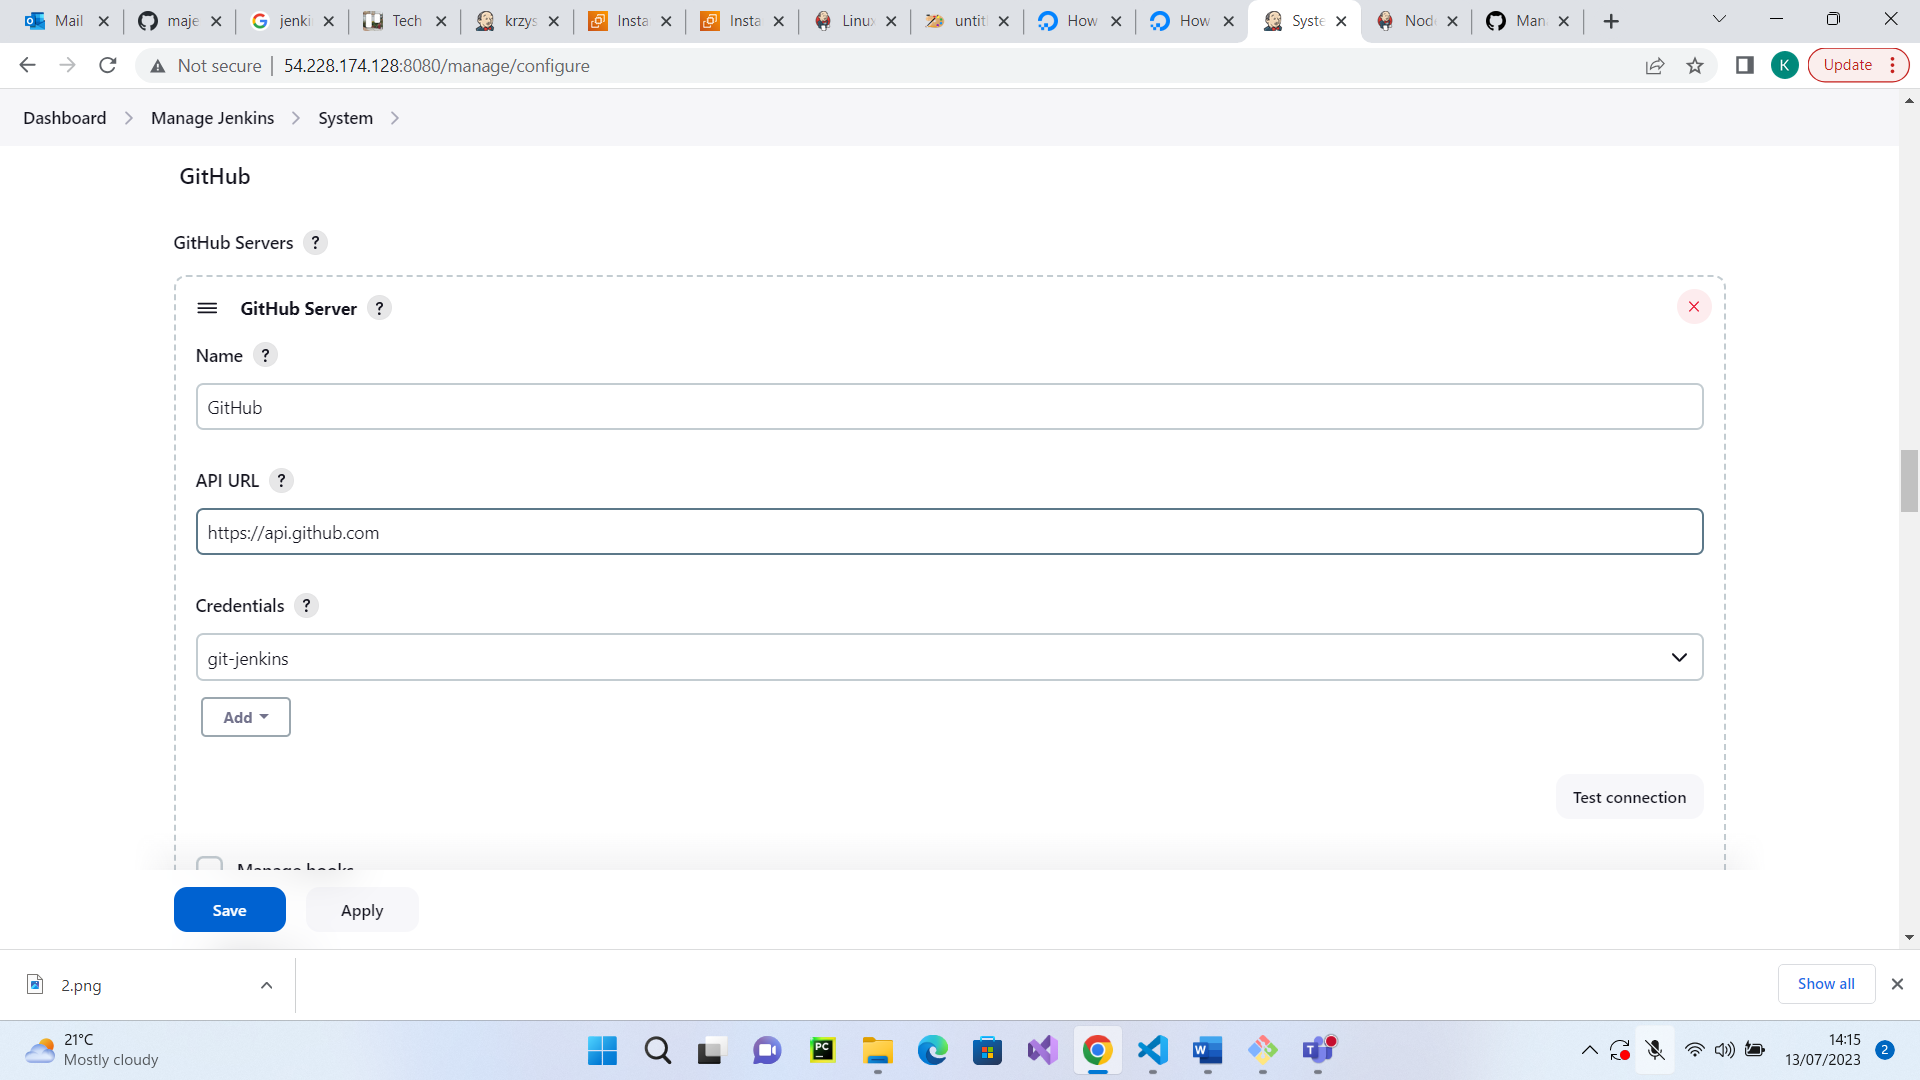 Mail
maje
jenki
Tech
krzys
Insta
Insta
Linux
untitl
How
How
Syste
Node
Mana
Not secure
54.228.174.128:8080/manage/configure
K
Update
Dashboard
Manage Jenkins
System
GitHub
GitHub Servers ?
GitHub Server ?
Name ?
GitHub
API URL ?
https://api.github.com
Credentials ?
git-jenkins
Add
Test connection
Manage hooks
Save
Apply
2.png
Show all
21°C
Mostly cloudy
PC
W
T
14:15
13/07/2023
2